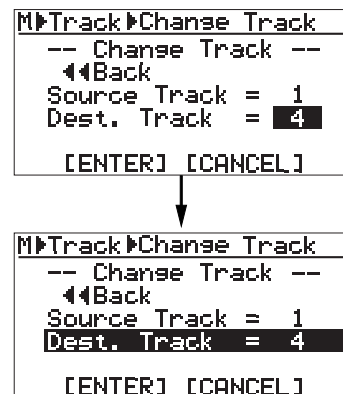 M▶Track▶Change Track
-- Change Track --
◀◀Back
Source Track = 1
Dest. Track = 4
[ENTER] [CANCEL]
M▶Track▶Change Track
-- Change Track --
◀◀Back
Source Track = 1
Dest. Track = 4
[ENTER] [CANCEL]